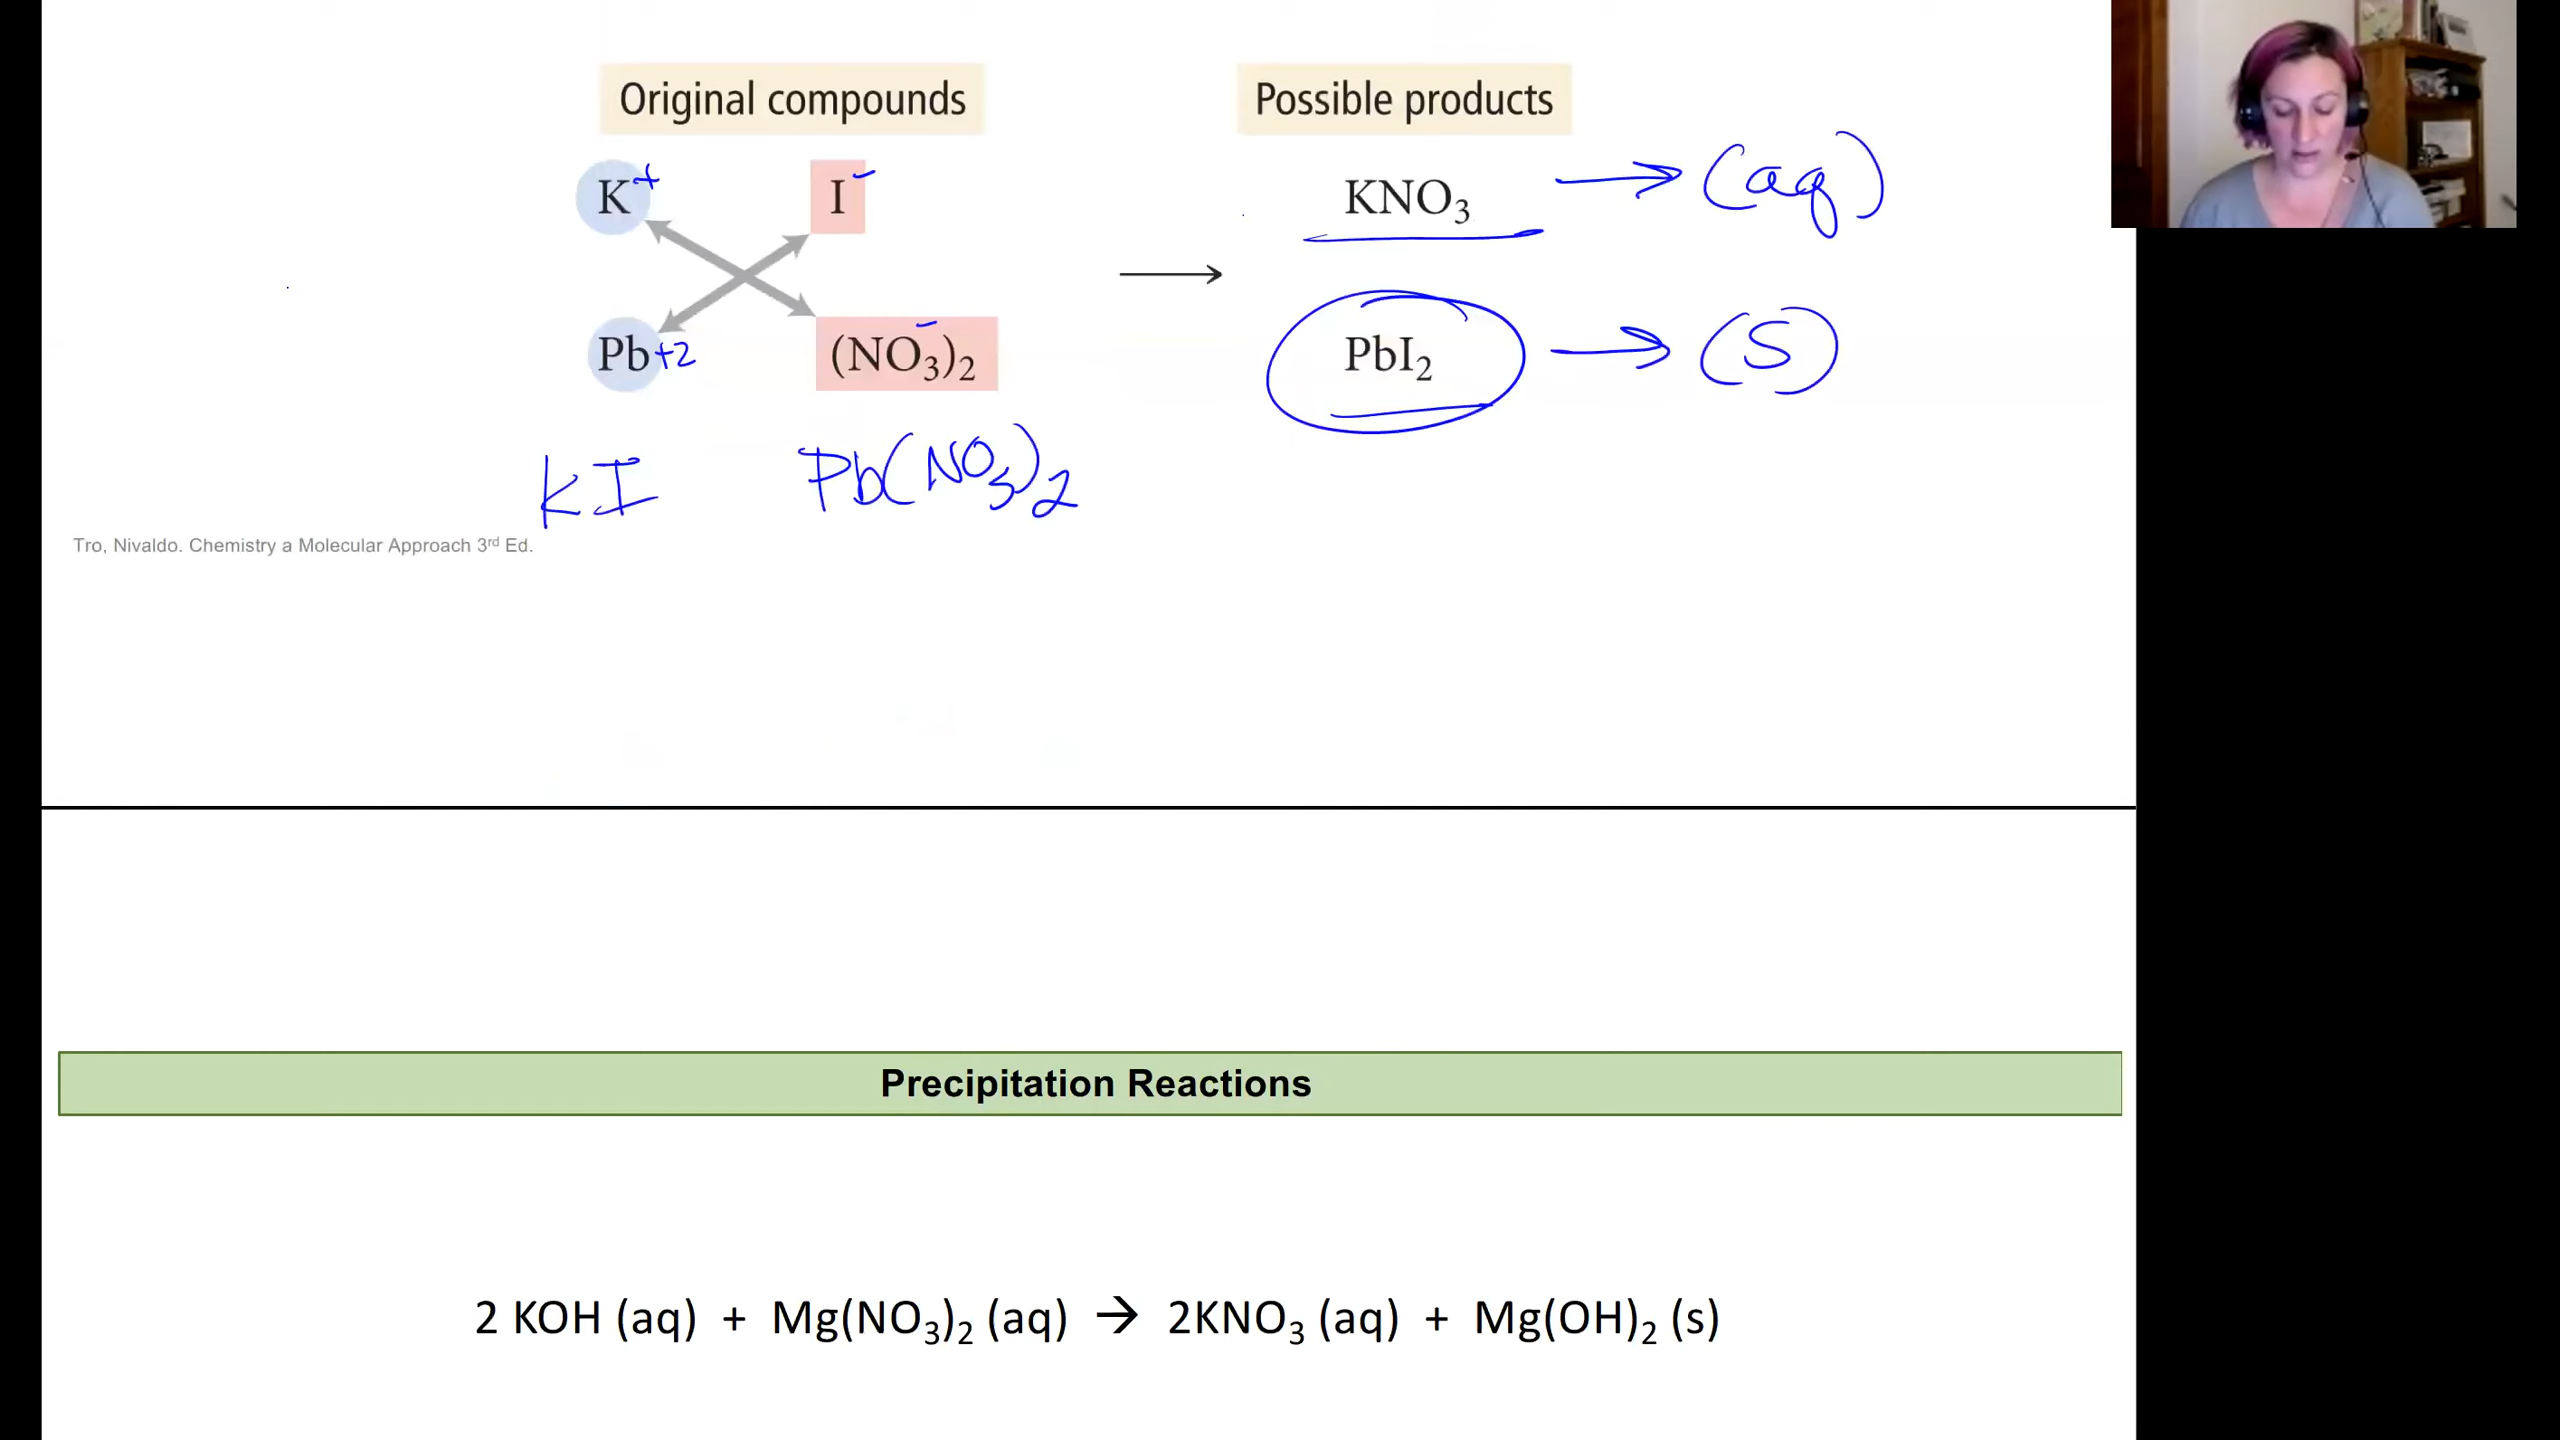 Original compounds Possible products
K+ I- KNO₃ → (aq)
→
Pb+2 (NO₃-)₂ PbI₂ → (S)
KI Pb(NO₃)₂
Tro, Nivaldo. Chemistry a Molecular Approach 3rd Ed.
Precipitation Reactions
2 KOH (aq) + Mg(NO₃)₂ (aq) → 2KNO₃ (aq) + Mg(OH)₂ (s)